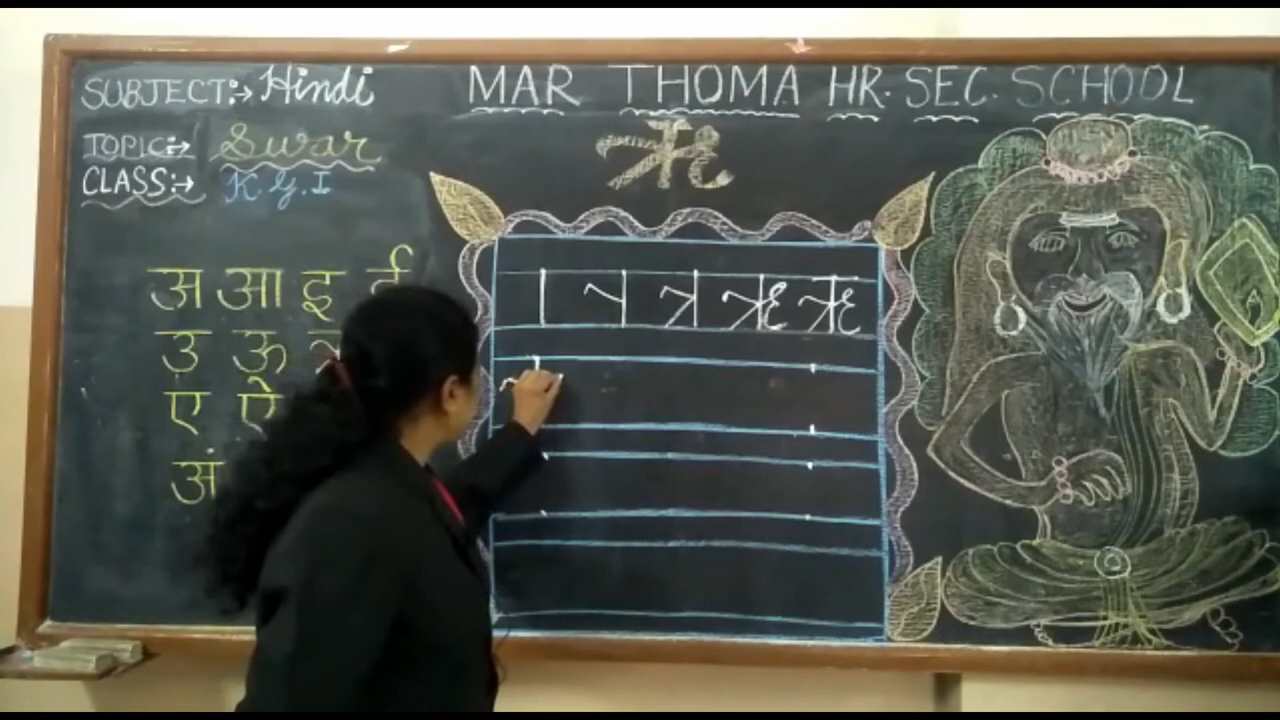 SUBJECT:→ Hindi
MAR THOMA HR. SEC. SCHOOL
TOPIC:→ Swar
CLASS:→ K.G.I
ऋ
अ आ इ ई
उ ऊ
ए ऐ
अं
ऋ ऋ